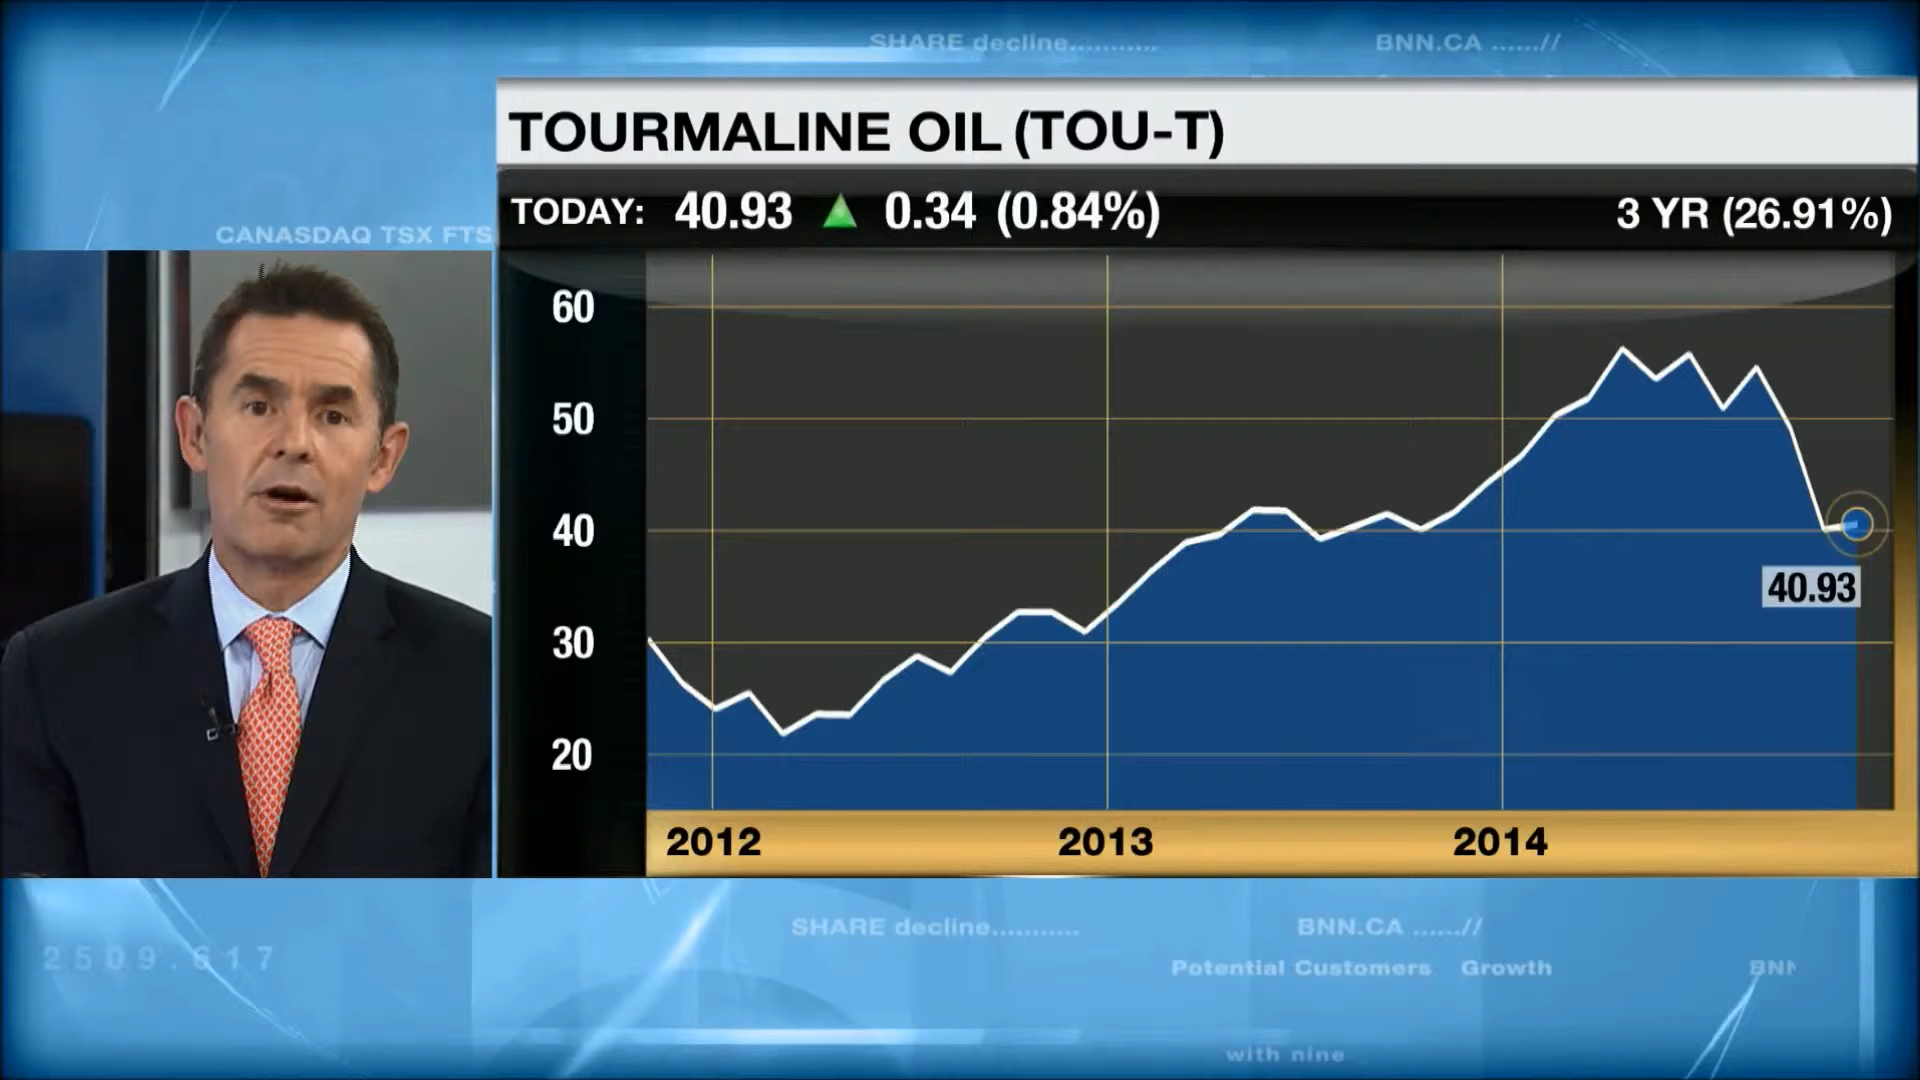 SHARE decline...........
BNN.CA ......//
TOURMALINE OIL (TOU-T)
TODAY: 40.93 ▲ 0.34 (0.84%)
3 YR (26.91%)
CANASDAQ TSX FTS
60
50
40
30
20
40.93
2012
2013
2014
SHARE decline...........
BNN.CA ......//
2509.617
Potential Customers Growth
BNN
with nine